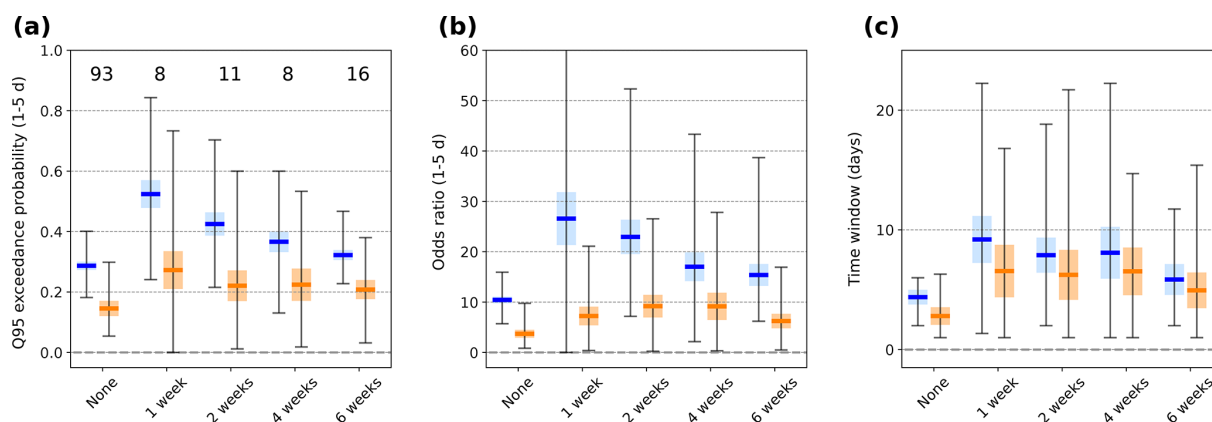 (a)
Q95 exceedance probability (1-5 d)
1.0
0.8
0.6
0.4
0.2
0.0
93 8 11 8 16
None 1 week 2 weeks 4 weeks 6 weeks
(b)
Odds ratio (1-5 d)
60
50
40
30
20
10
0
None 1 week 2 weeks 4 weeks 6 weeks
(c)
Time window (days)
20
10
0
None 1 week 2 weeks 4 weeks 6 weeks